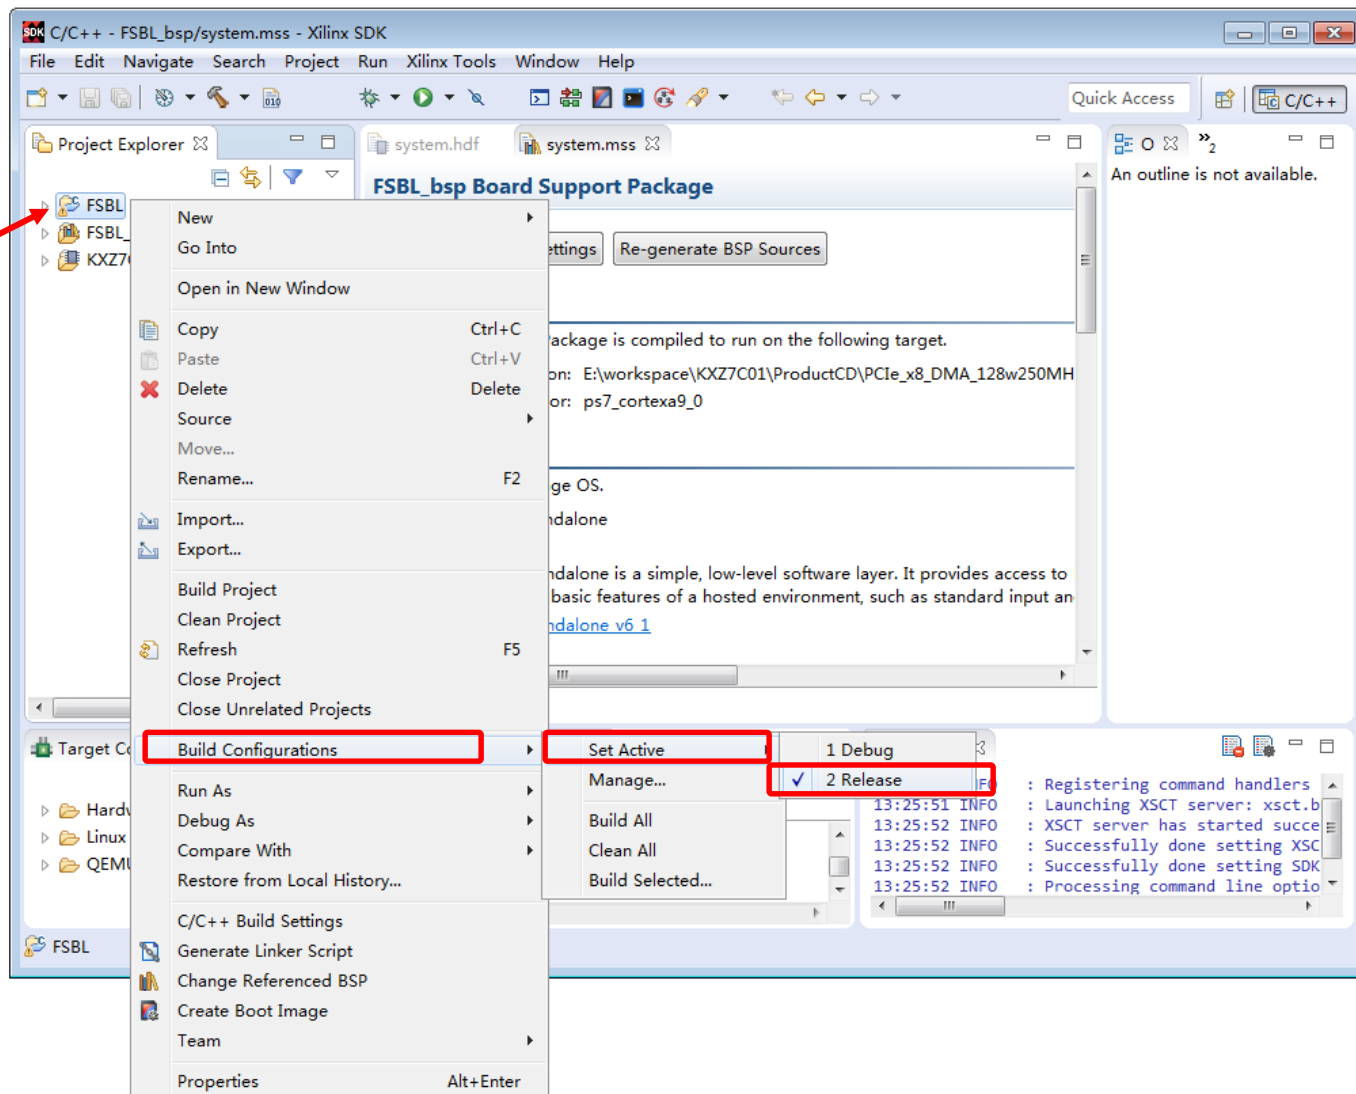 C/C++ - FSBL_bsp/system.mss - Xilinx SDK
File Edit Navigate Search Project Run Xilinx Tools Window Help
Quick Access
C/C++
Project Explorer
system.hdf
system.mss
O
2
FSBL_bsp Board Support Package
An outline is not available.
FSBL
FSBL_
KXZ7
ettings
Re-generate BSP Sources
New
Go Into
Open in New Window
Copy Ctrl+C
Paste Ctrl+V
Delete Delete
Source
Move...
Rename... F2
Import...
Export...
Build Project
Clean Project
Refresh F5
Close Project
Close Unrelated Projects
Build Configurations
Run As
Debug As
Compare With
Restore from Local History...
C/C++ Build Settings
Generate Linker Script
Change Referenced BSP
Create Boot Image
Team
Properties Alt+Enter
ackage is compiled to run on the following target.
on: E:\workspace\KXZ7C01\ProductCD\PCIe_x8_DMA_128w250MH
or: ps7_cortexa9_0
ge OS.
ndalone
ndalone is a simple, low-level software layer. It provides access to
basic features of a hosted environment, such as standard input an
ndalone_v6_1
Set Active
Manage...
Build All
Clean All
Build Selected...
1 Debug
2 Release
Target Co
Hardw
Linux
QEMU
FO : Registering command handlers
13:25:51 INFO : Launching XSCT server: xsct.b
13:25:52 INFO : XSCT server has started succe
13:25:52 INFO : Successfully done setting XSC
13:25:52 INFO : Successfully done setting SDK
13:25:52 INFO : Processing command line optio
FSBL